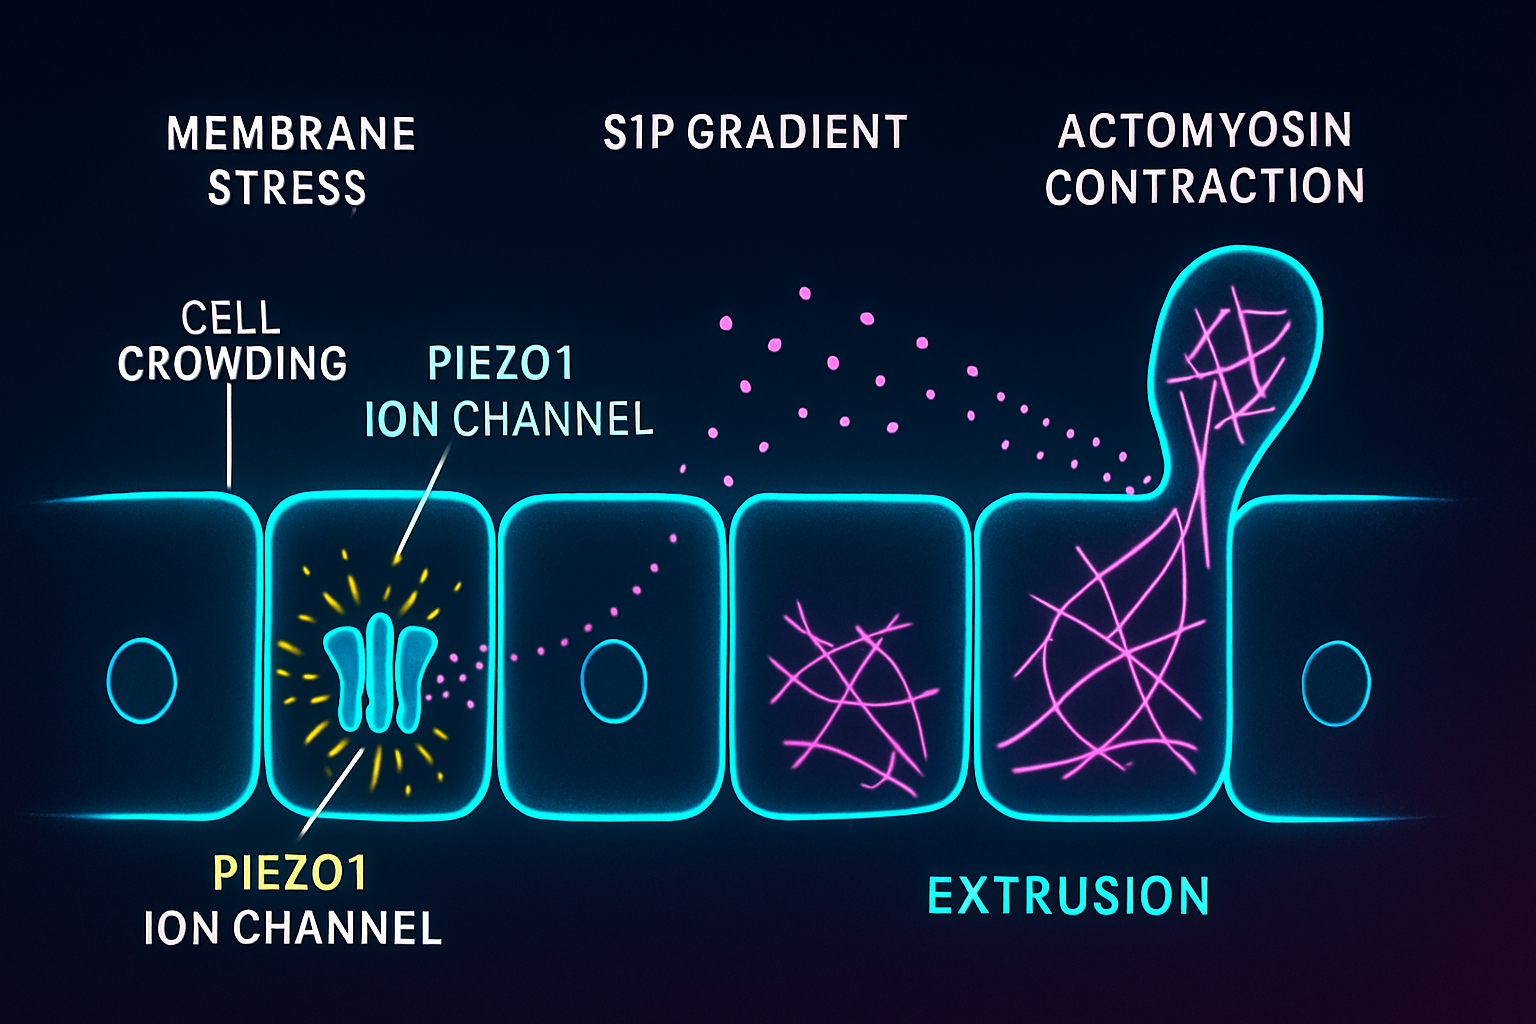 MEMBRANE
STRESS
S1P GRADIENT
ACTOMYOSIN
CONTRACTION
CELL
CROWDING
PIEZO1
ION CHANNEL
PIEZO1
ION CHANNEL
EXTRUSION